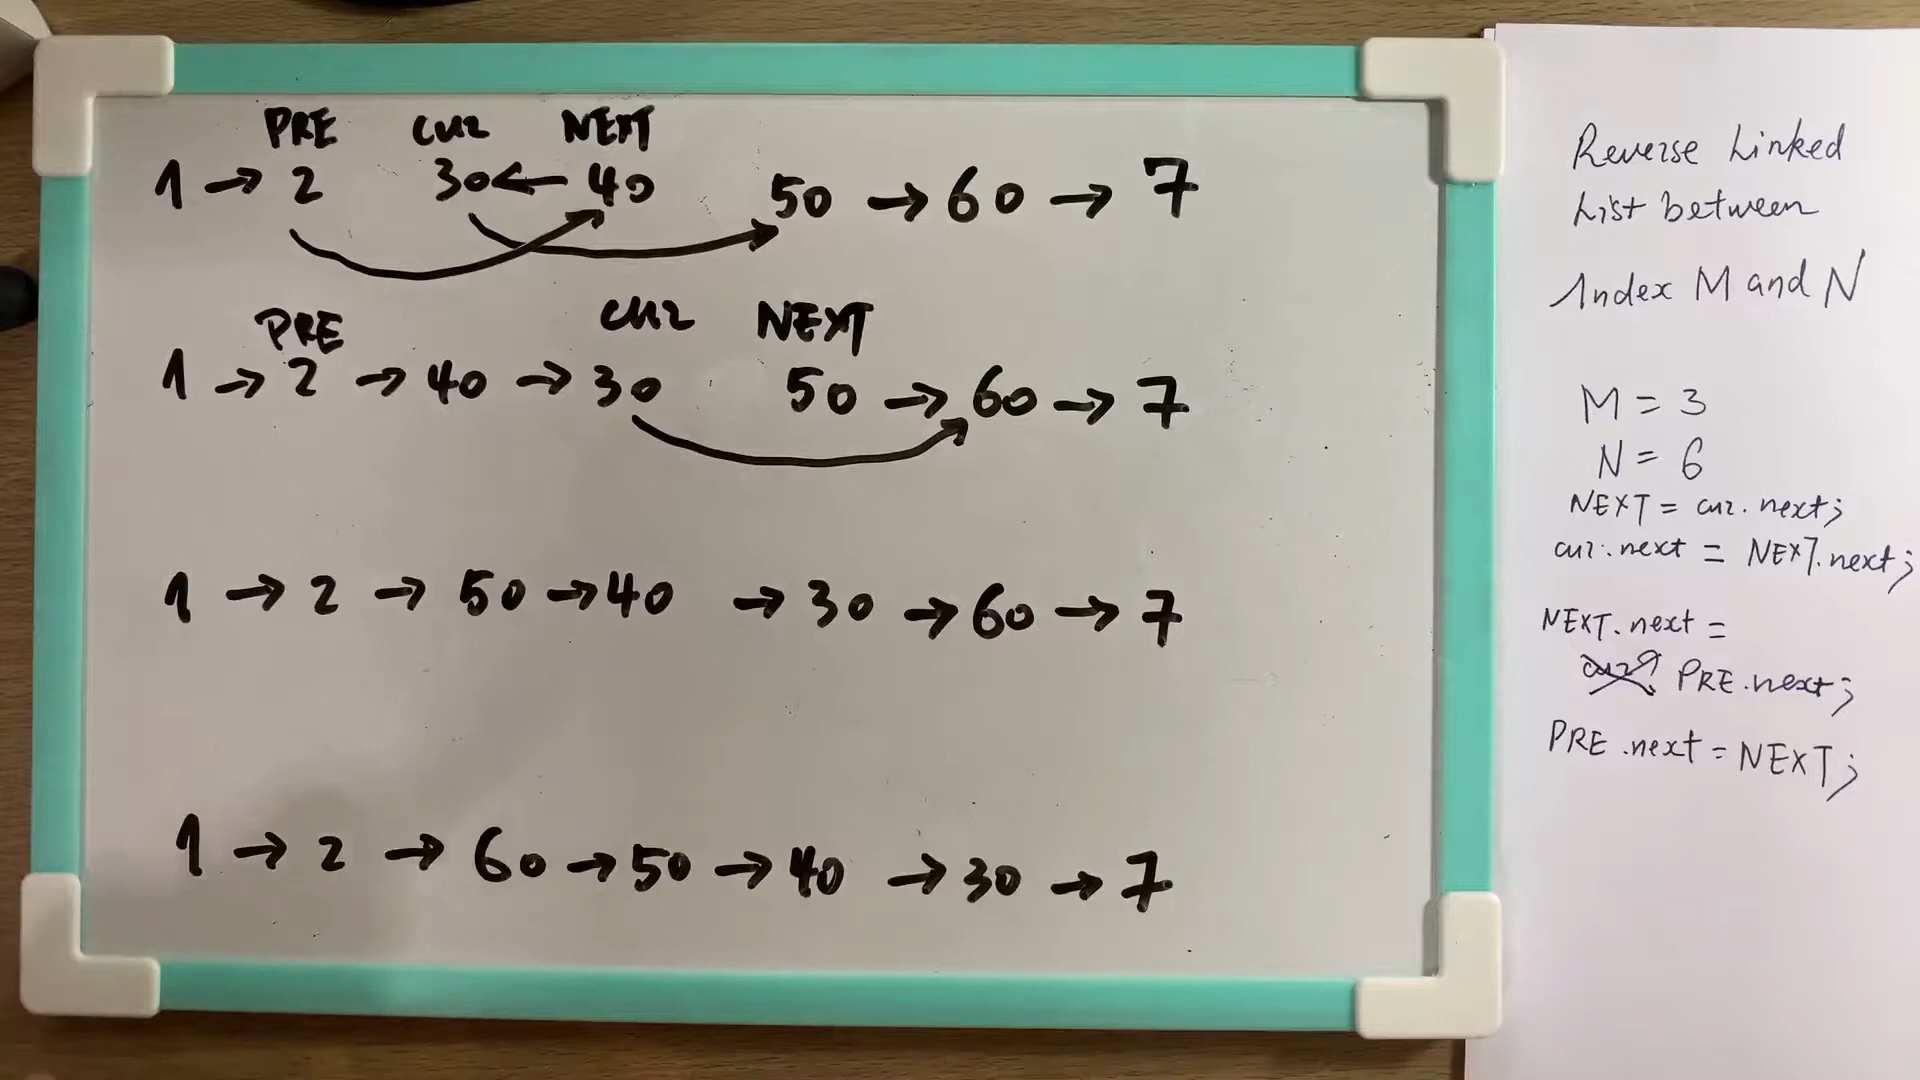 PRE cur NEXT
1 → 2 30 ← 40 50 → 60 → 7
PRE cur NEXT
1 → 2 → 40 → 30 50 → 60 → 7
1 → 2 → 50 → 40 → 30 → 60 → 7
1 → 2 → 60 → 50 → 40 → 30 → 7
Reverse Linked
List between
Index M and N
M = 3
N = 6
NEXT = cur.next;
cur.next = NEXT.next;
NEXT.next =
PRE.next;
PRE.next = NEXT;